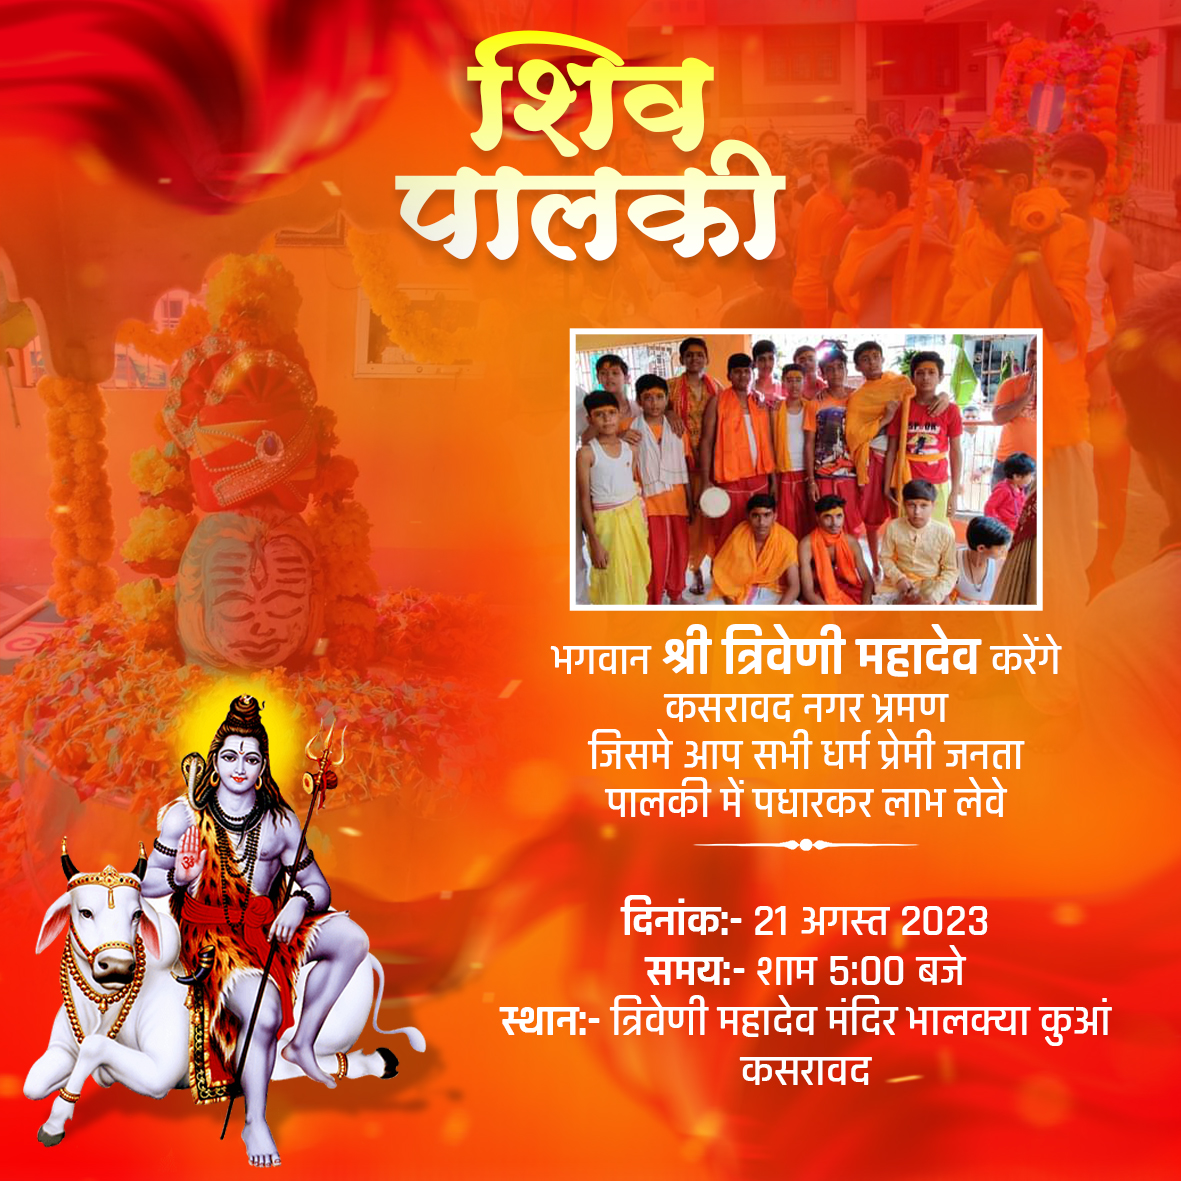 शिव
पालकी
भगवान श्री त्रिवेणी महादेव करेंगे
कसरावद नगर भ्रमण
जिसमे आप सभी धर्म प्रेमी जनता
पालकी में पधारकर लाभ लेवे
दिनांक:- 21 अगस्त 2023
समय:- शाम 5:00 बजे
स्थान:- त्रिवेणी महादेव मंदिर भालक्या कुआं
कसरावद